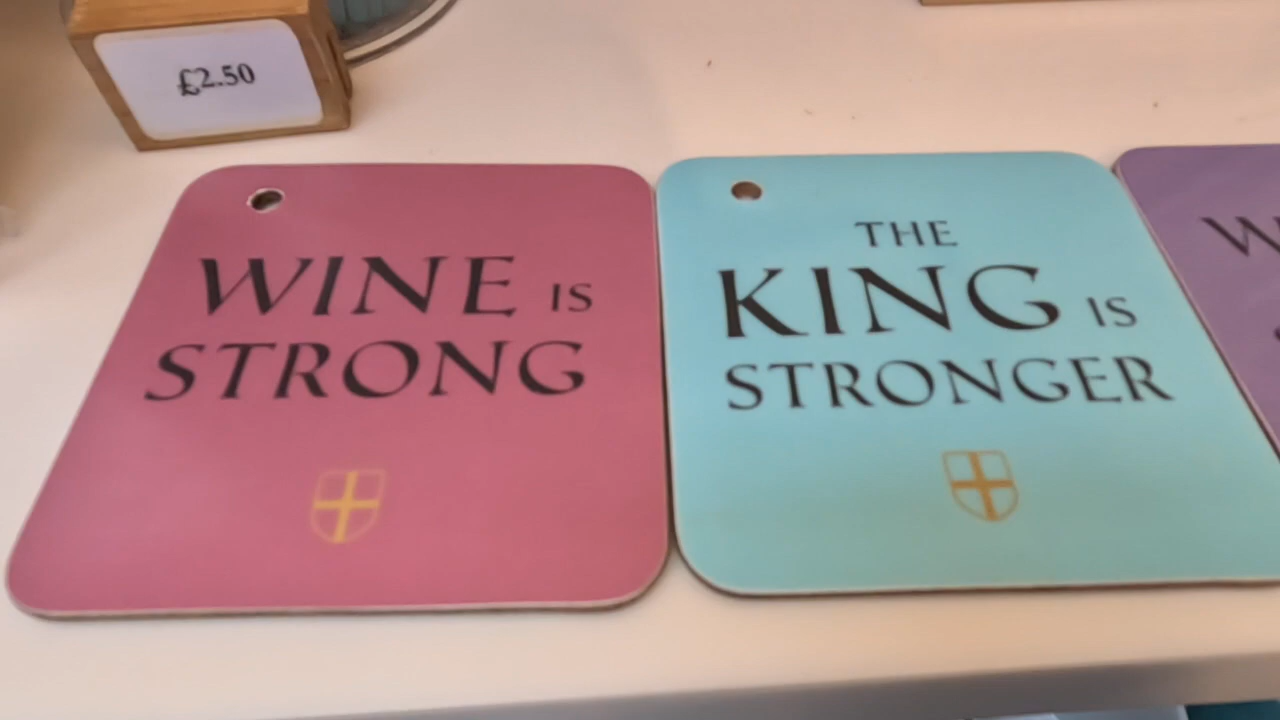 £2.50
WINE IS
STRONG
THE
KING IS
STRONGER